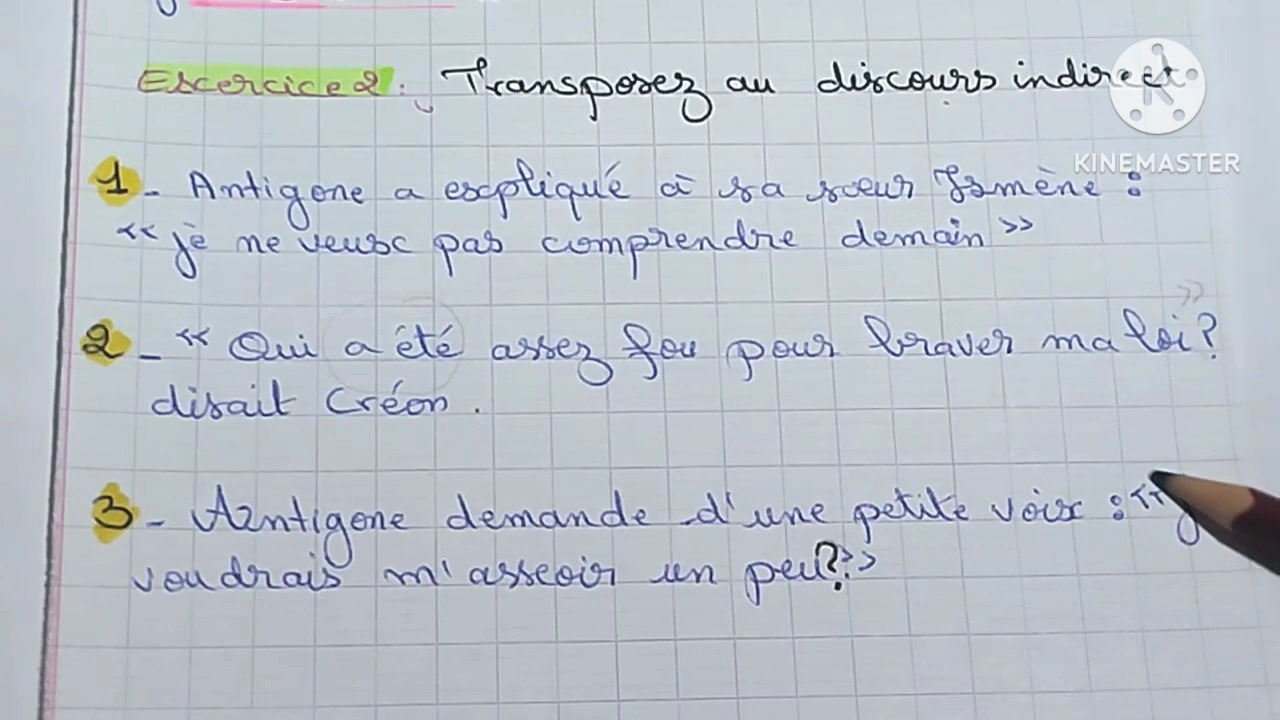 Exercice 2 : Transposez au discours indirect
KINEMASTER
1 - Antigone a expliqué à sa sœur Ismène :
« je ne veux pas comprendre demain »
2 - « Qui a été assez fou pour braver ma loi ? »
disait Créon .
3 - Antigone demande d'une petite voix : « j
voudrais m'asseoir un peu ? »